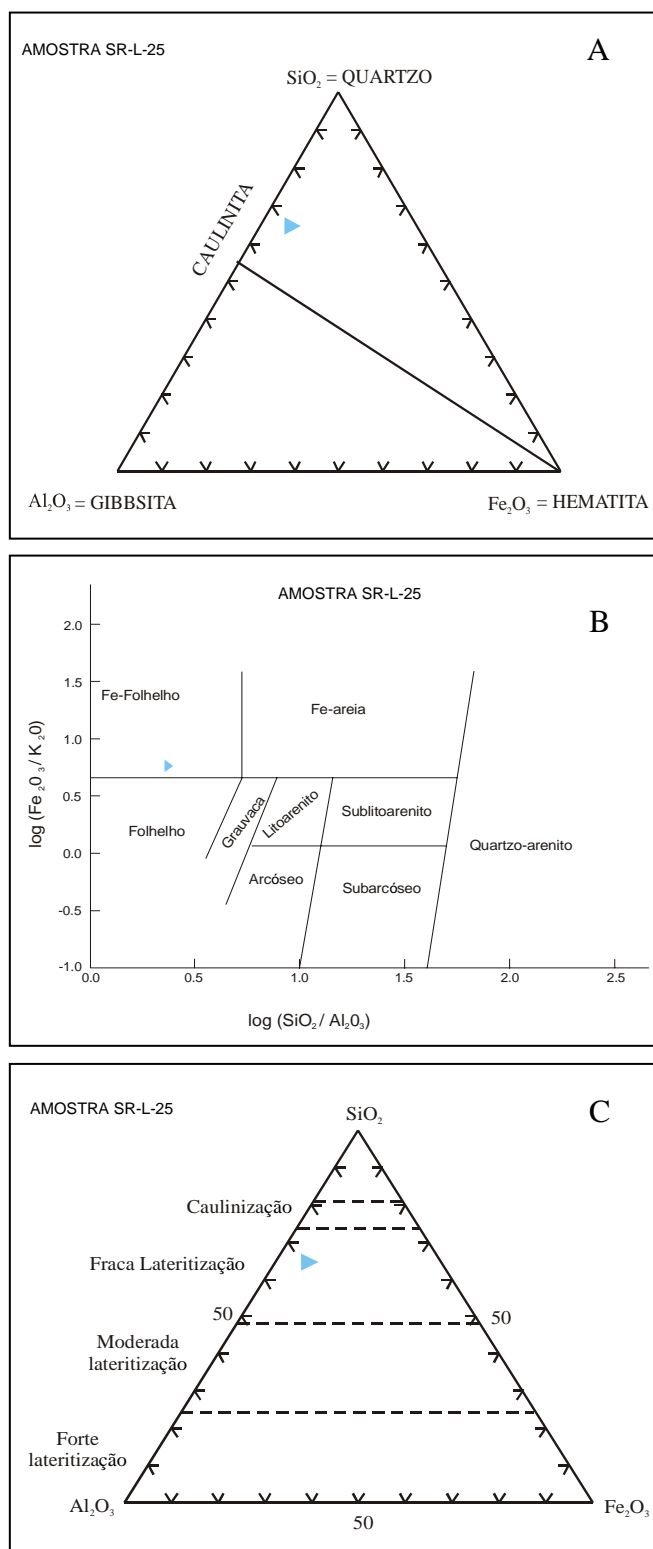 AMOSTRA SR-L-25
A
SiO₂ = QUARTZO
CAULINITA
Al₂O₃ = GIBBSITA
Fe₂O₃ = HEMATITA
AMOSTRA SR-L-25
B
log (Fe₂0₃/ K₂0)
2.0
1.5
1.0
0.5
0.0
-0.5
-1.0
Fe-Folhelho
Fe-areia
Folhelho
Grauvaca
Litoarenito
Sublitoarenito
Quartzo-arenito
Arcóseo
Subarcóseo
0.0
0.5
1.0
1.5
2.0
2.5
log (SiO₂/ Al₂0₃)
AMOSTRA SR-L-25
C
SiO₂
Caulinização
Fraca Lateritização
50
50
Moderada
lateritização
Forte
lateritização
Al₂O₃
Fe₂O₃
50